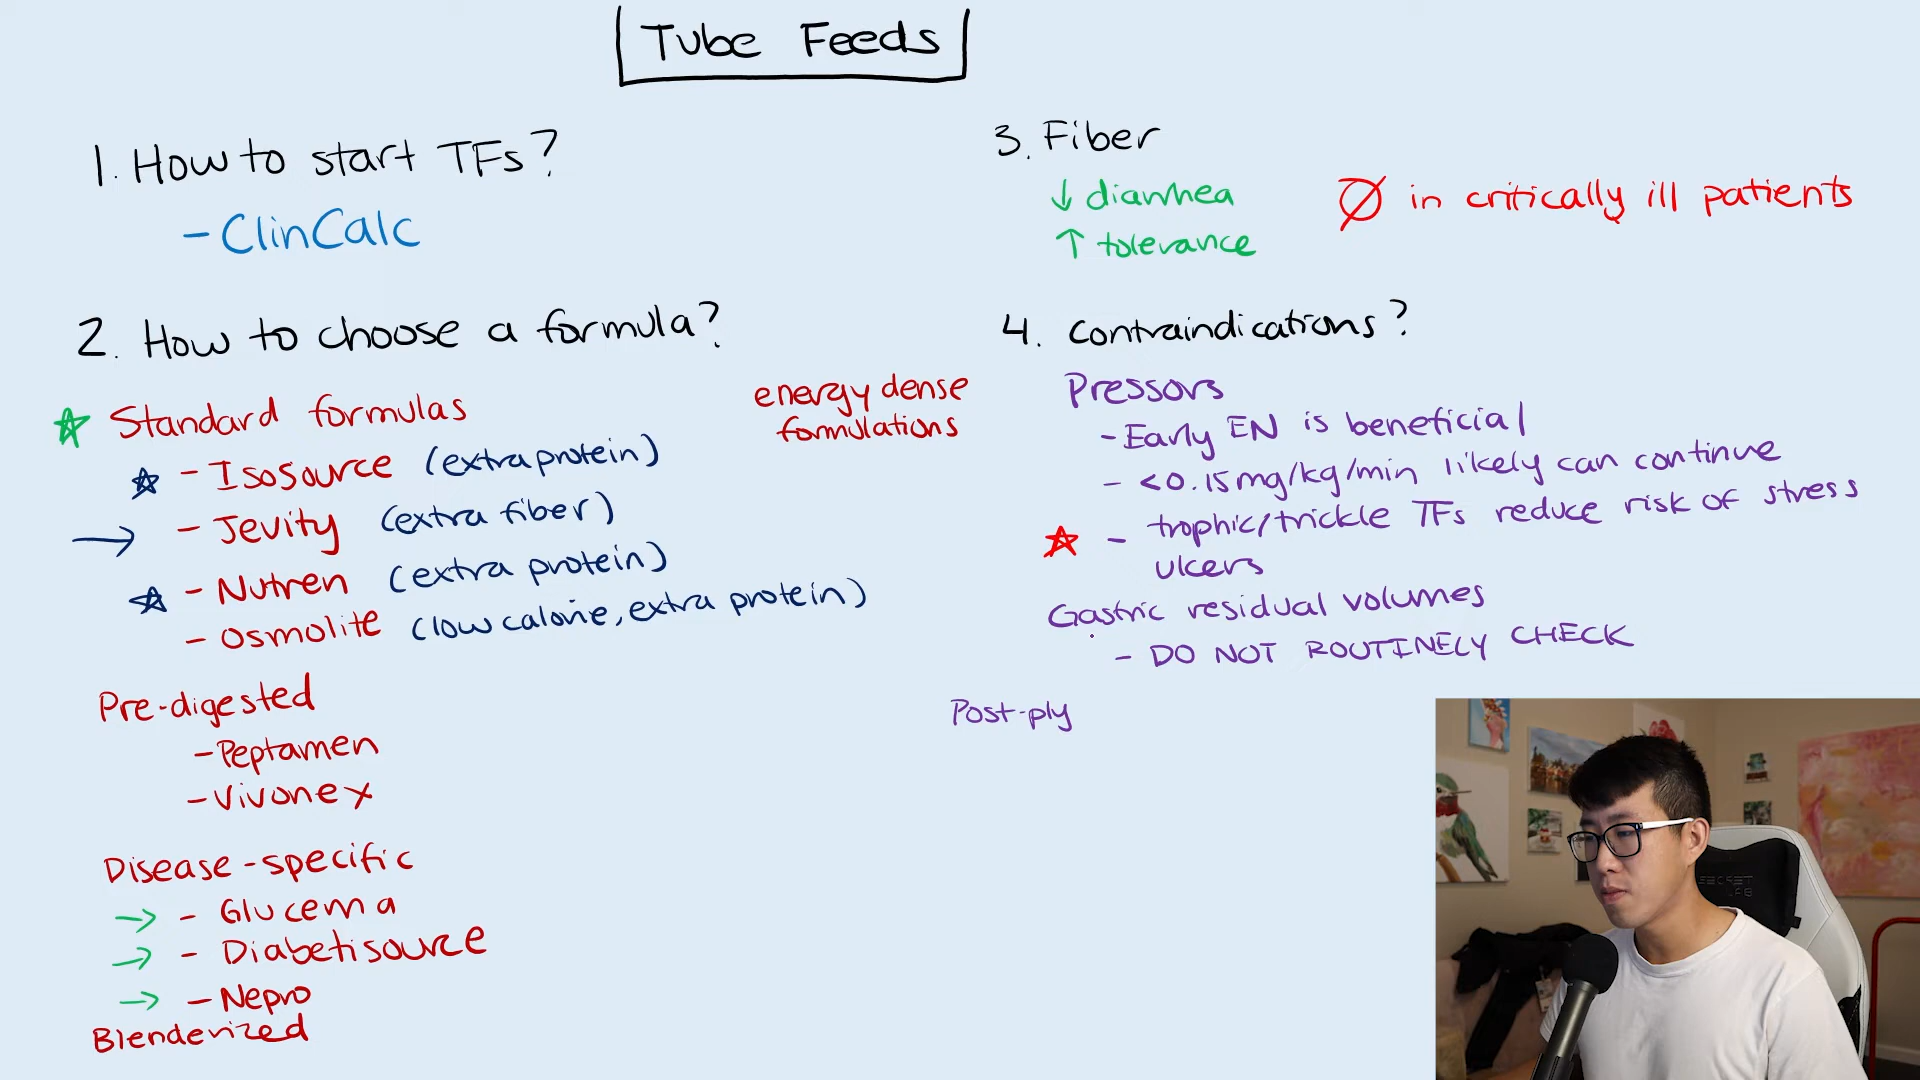 Tube Feeds
1. How to start TFs?
- ClinCalc
2. How to choose a formula?
Standard formulas
energy dense
formulations
- Isosource (extra protein)
- Jevity (extra fiber)
- Nutren (extra protein)
- Osmolite (low calorie, extra protein)
Pre-digested
- Peptamen
- Vivonex
Disease-specific
- Glucerna
- Diabetisource
- Nepro
Blenderized
3. Fiber
↓ diarrhea
↑ tolerance
∅ in critically ill patients
4. Contraindications?
Pressors
- Early EN is beneficial
- <0.15mg/kg/min likely can continue
- trophic/trickle TFs reduce risk of stress
ulcers
Gastric residual volumes
- DO NOT ROUTINELY CHECK
Post-ply
SECRET
LAB